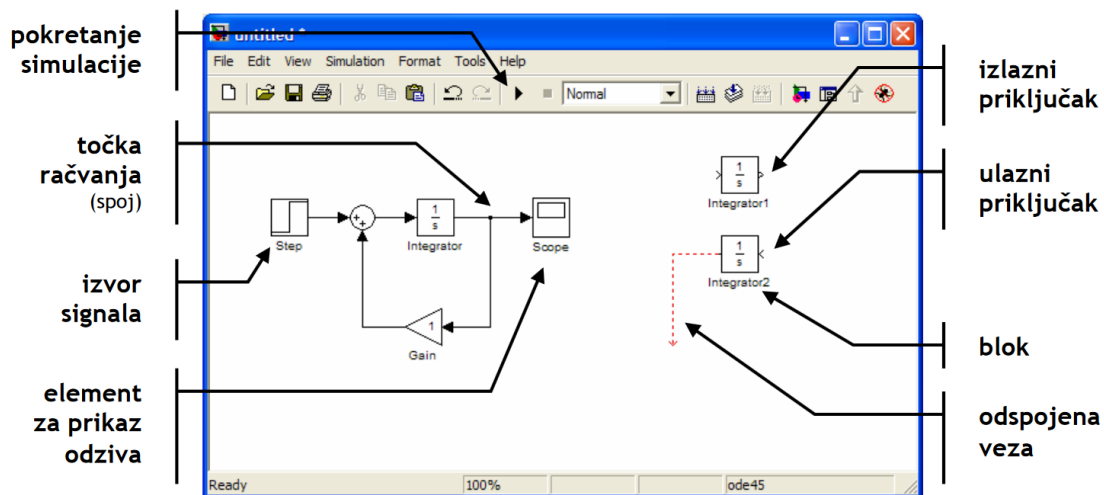 pokretanje
simulacije
točka
račvanja
(spoj)
izvor
signala
element
za prikaz
odziva
untitled *
File Edit View Simulation Format Tools Help
Normal
1
s
Integrator1
Step
+
+
1
s
Integrator
Scope
1
s
Integrator2
1
Gain
Ready 100% ode45
izlazni
priključak
ulazni
priključak
blok
odspojena
veza